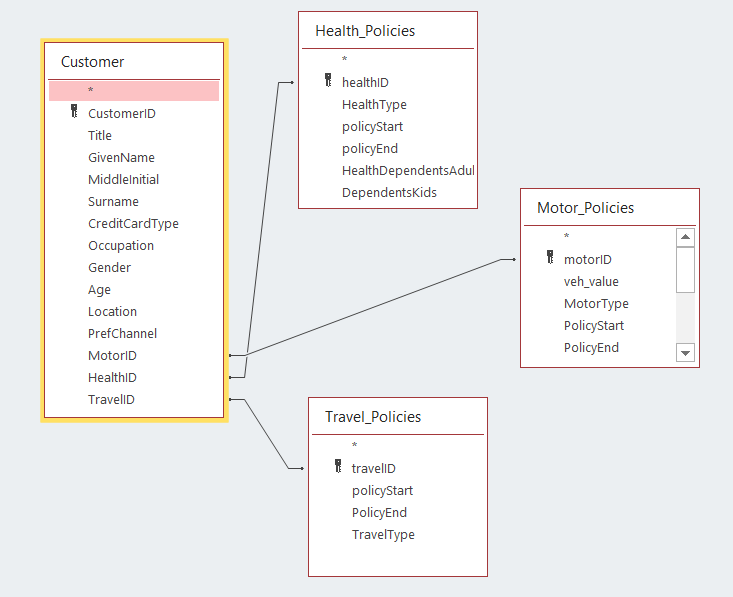 Customer
*
CustomerID
Title
GivenName
MiddleInitial
Surname
CreditCardType
Occupation
Gender
Age
Location
PrefChannel
MotorID
HealthID
TravelID
Health_Policies
*
healthID
HealthType
policyStart
policyEnd
HealthDependentsAdul
DependentsKids
Motor_Policies
*
motorID
veh_value
MotorType
PolicyStart
PolicyEnd
Travel_Policies
*
travelID
policyStart
PolicyEnd
TravelType